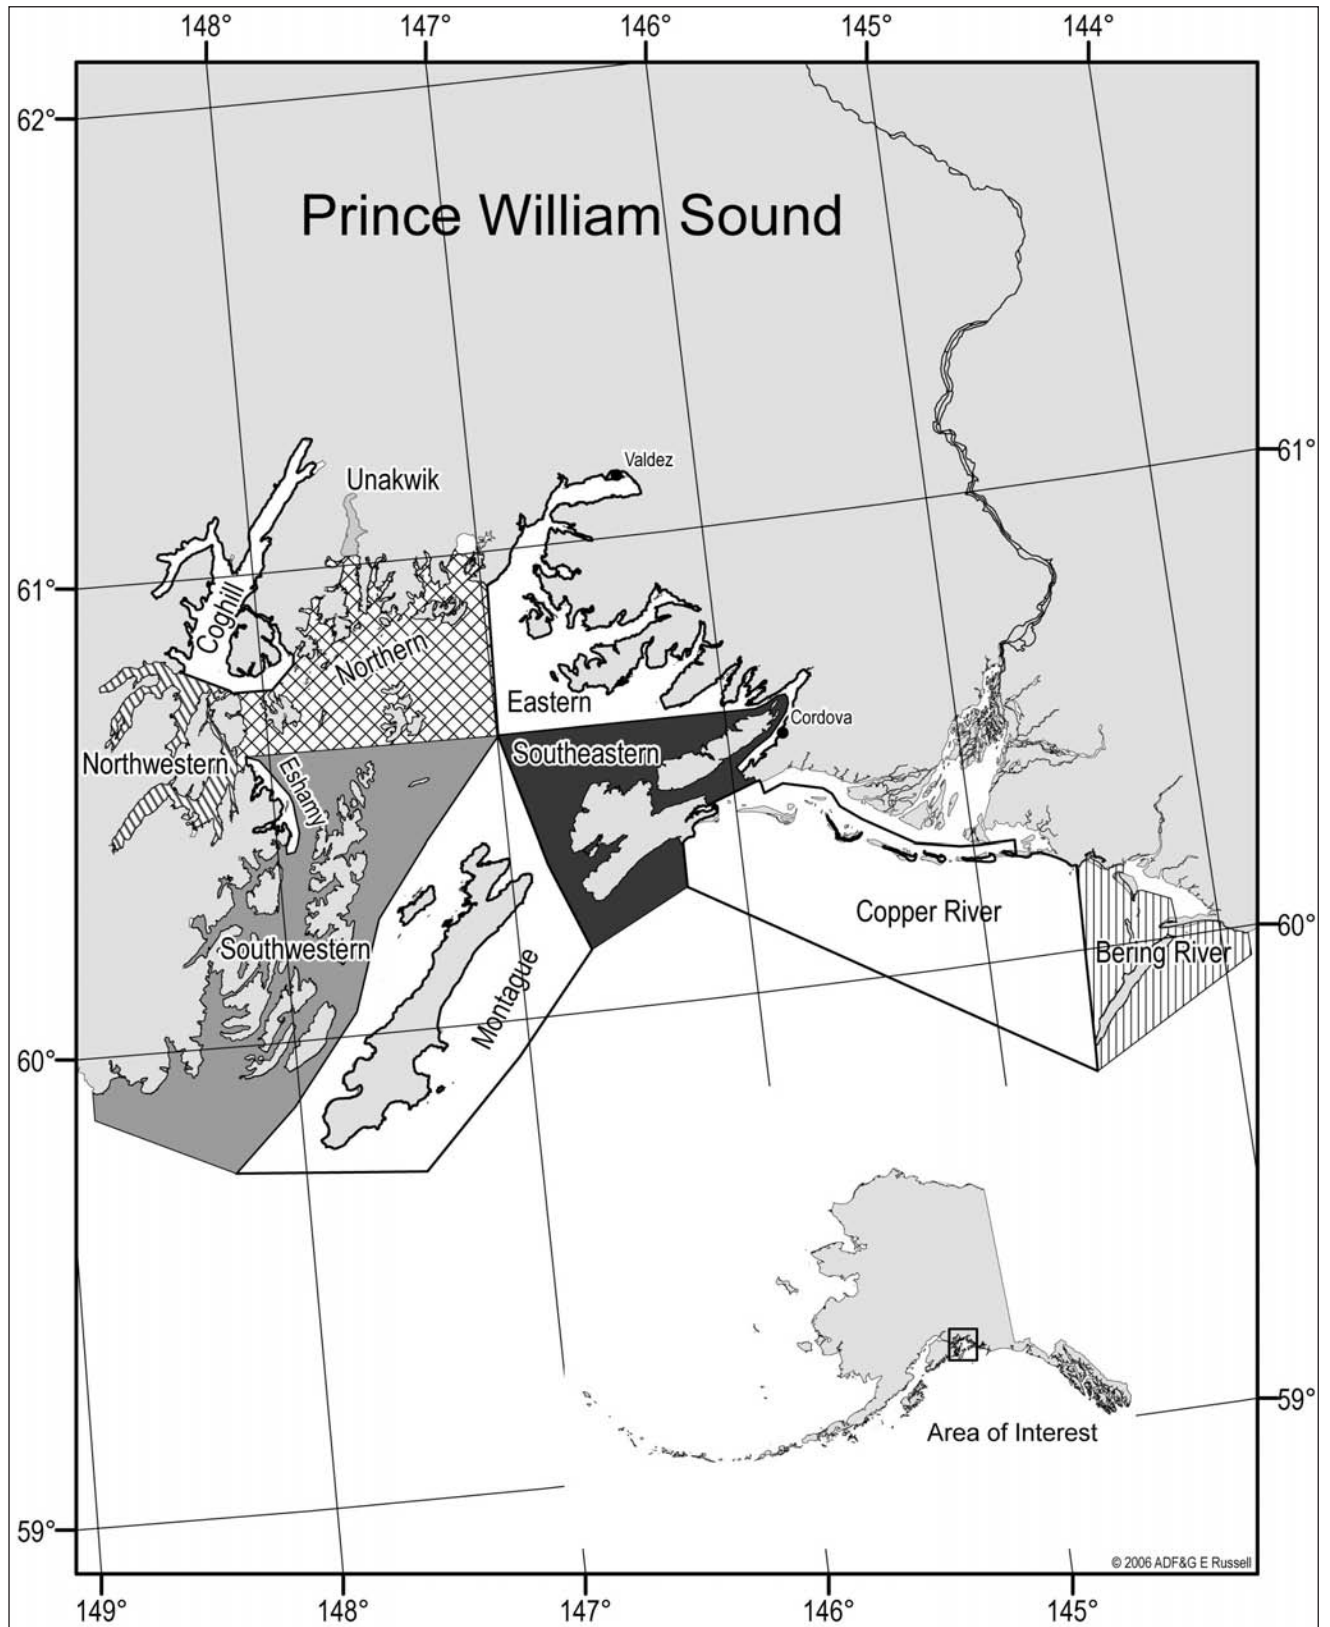 148° 147° 146° 145° 144°
62°
Prince William Sound
61°
Valdez
Unakwik
61°
Coghill
Northern
Eastern
Cordova
Southeastern
Northwestern
Eshamy
Copper River
60°
Southwestern
Bering River
Montague
60°
59°
Area of Interest
59°
© 2006 ADF&G E Russell
149° 148° 147° 146° 145°